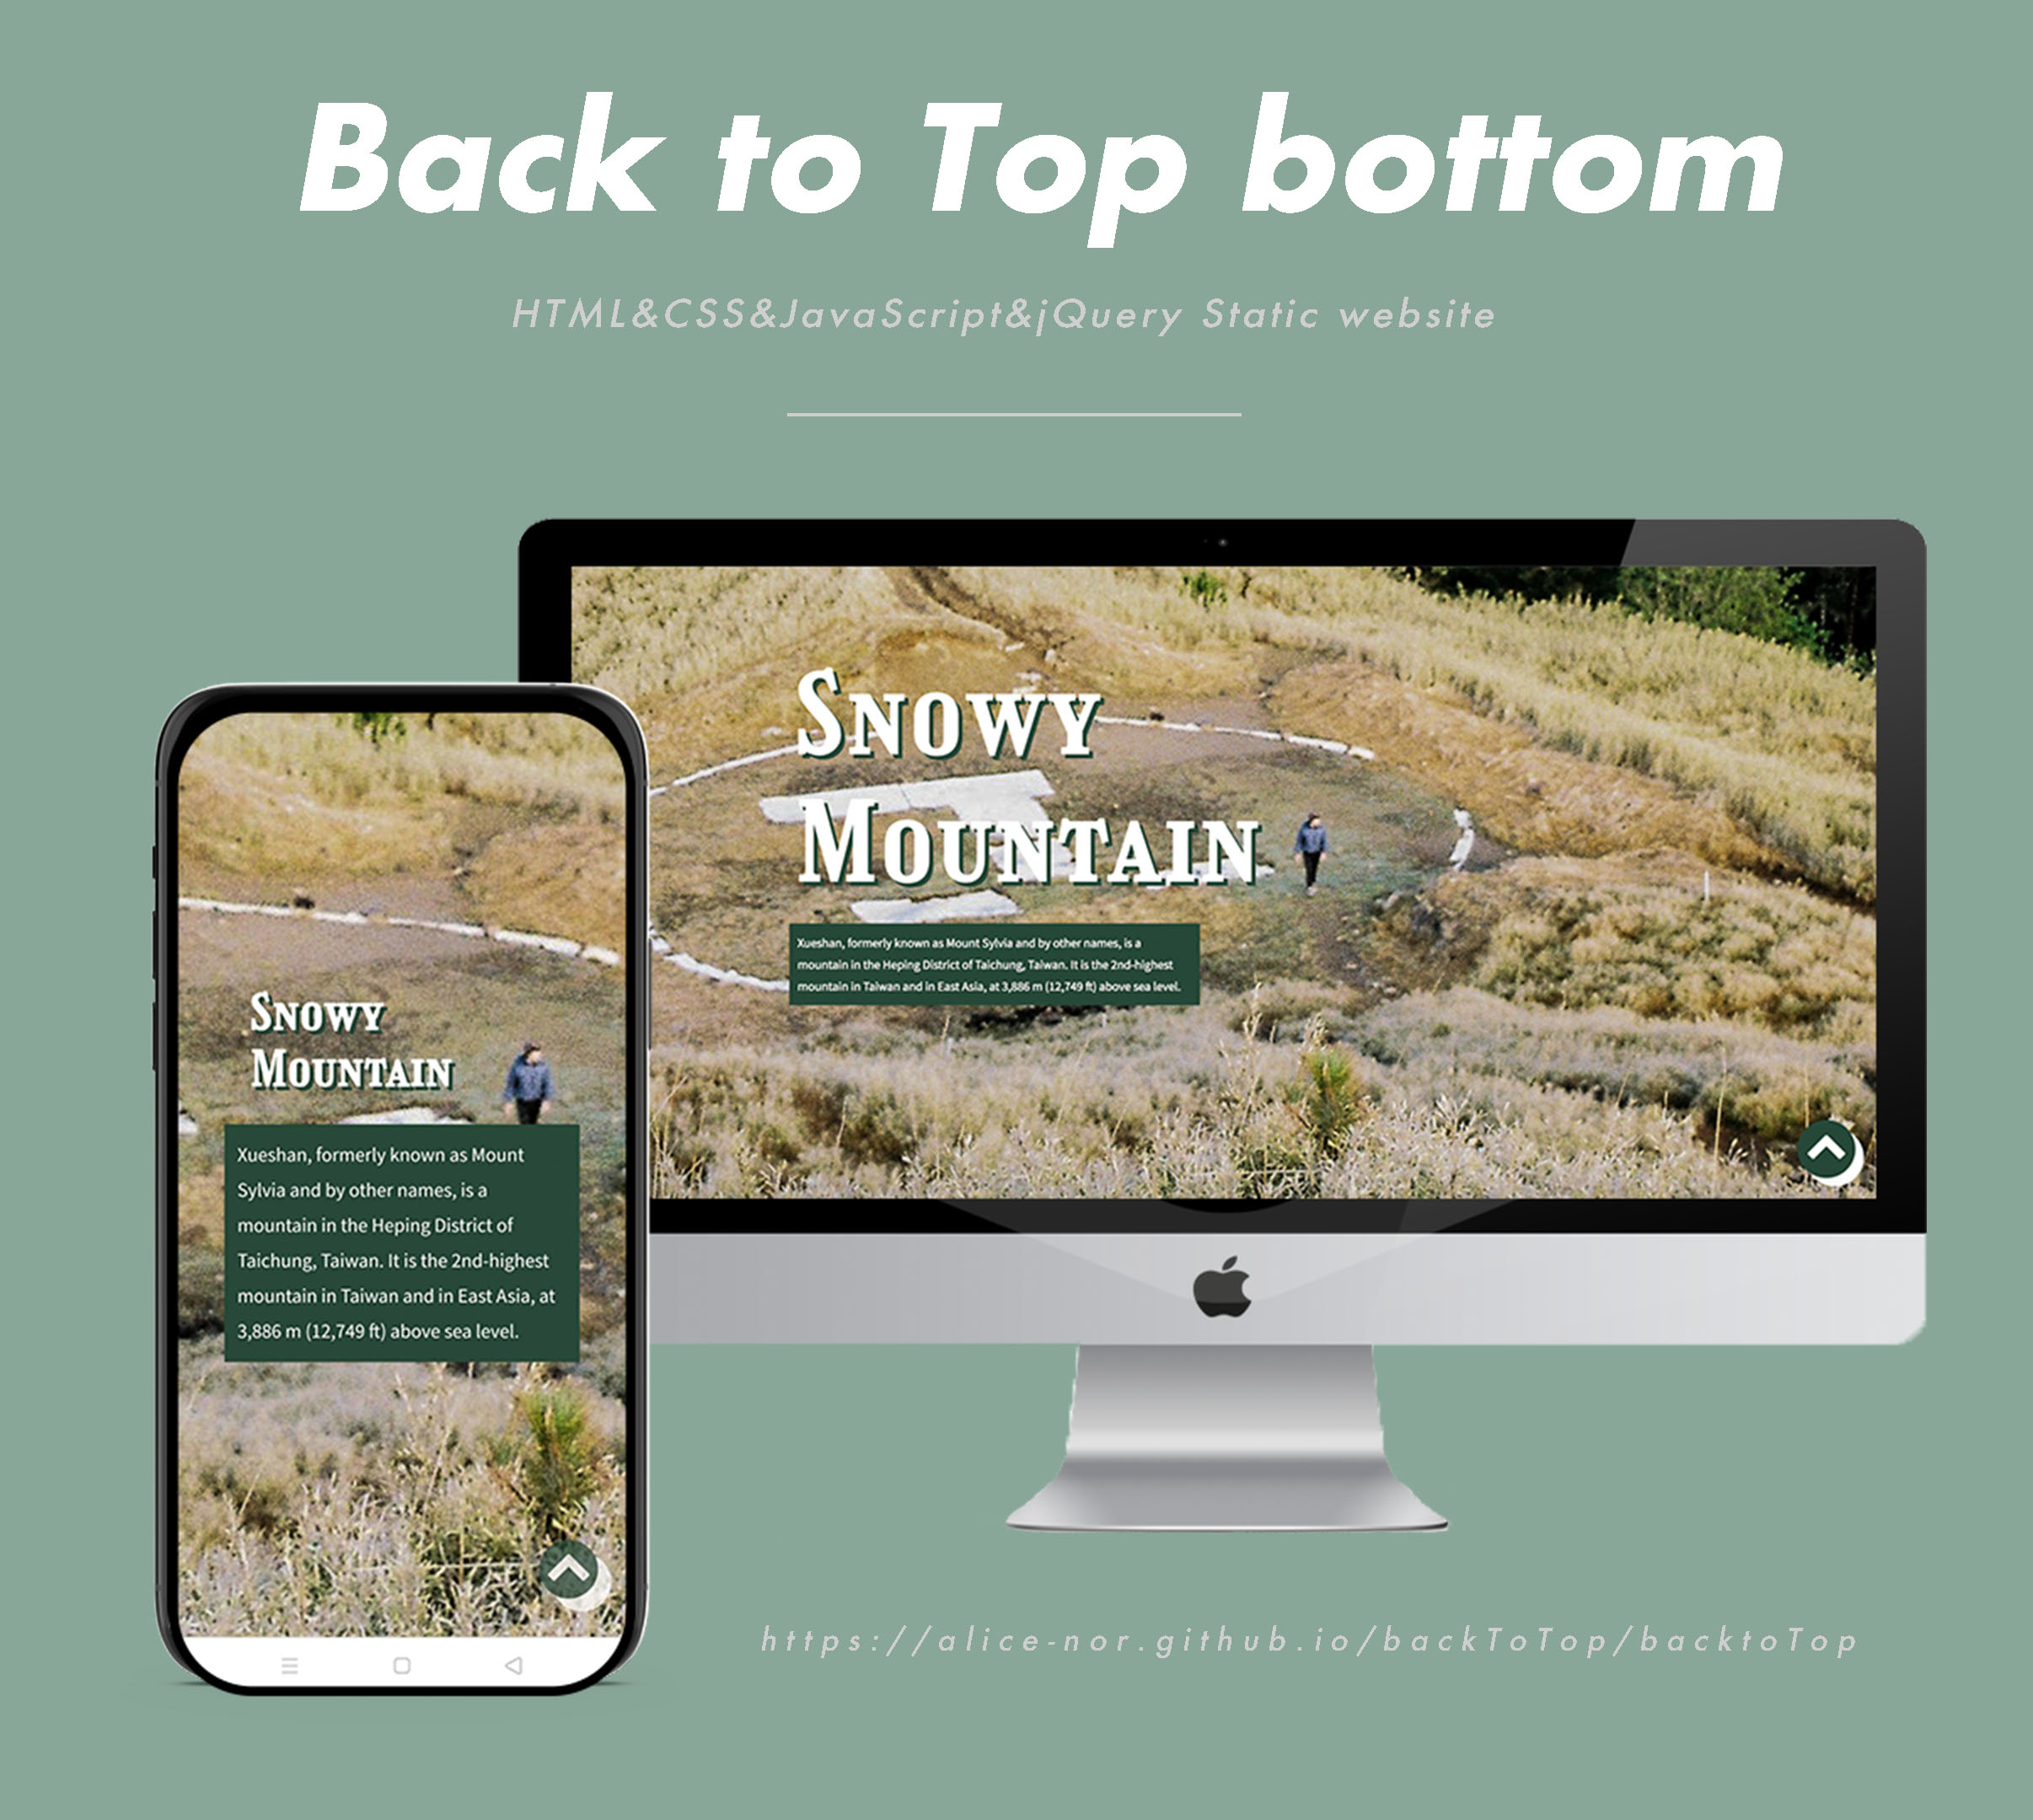 Back to Top bottom
HTML&CSS&JavaScript&jQuery Static website
SNOWY
MOUNTAIN
Xueshan, formerly known as Mount Sylvia and by other names, is a
mountain in the Heping District of Taichung, Taiwan. It is the 2nd-highest
mountain in Taiwan and in East Asia, at 3,886 m (12,749 ft) above sea level.
SNOWY
MOUNTAIN
Xueshan, formerly known as Mount
Sylvia and by other names, is a
mountain in the Heping District of
Taichung, Taiwan. It is the 2nd-highest
mountain in Taiwan and in East Asia, at
3,886 m (12,749 ft) above sea level.
https://alice-nor.github.io/backToTop/backtoTop